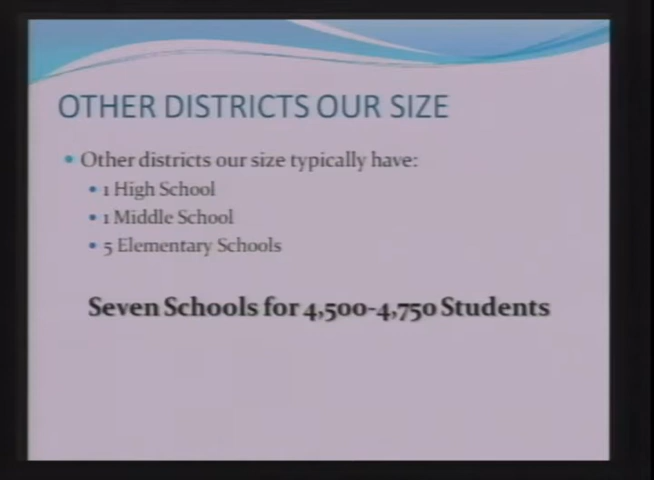 OTHER DISTRICTS OUR SIZE
• Other districts our size typically have:
• 1 High School
• 1 Middle School
• 5 Elementary Schools
Seven Schools for 4,500-4,750 Students